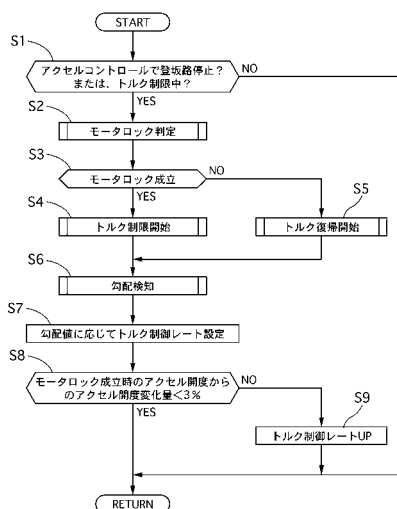 START
S1
アクセルコントロールで登坂路停止？
または、トルク制限中？
NO
YES
S2
モータロック判定
S3
モータロック成立
NO
YES
S4
トルク制限開始
S5
トルク復帰開始
S6
勾配検知
S7
勾配値に応じてトルク制御レート設定
S8
モータロック成立時のアクセル開度から
のアクセル開度変化量＜3％
NO
YES
S9
トルク制御レートUP
RETURN